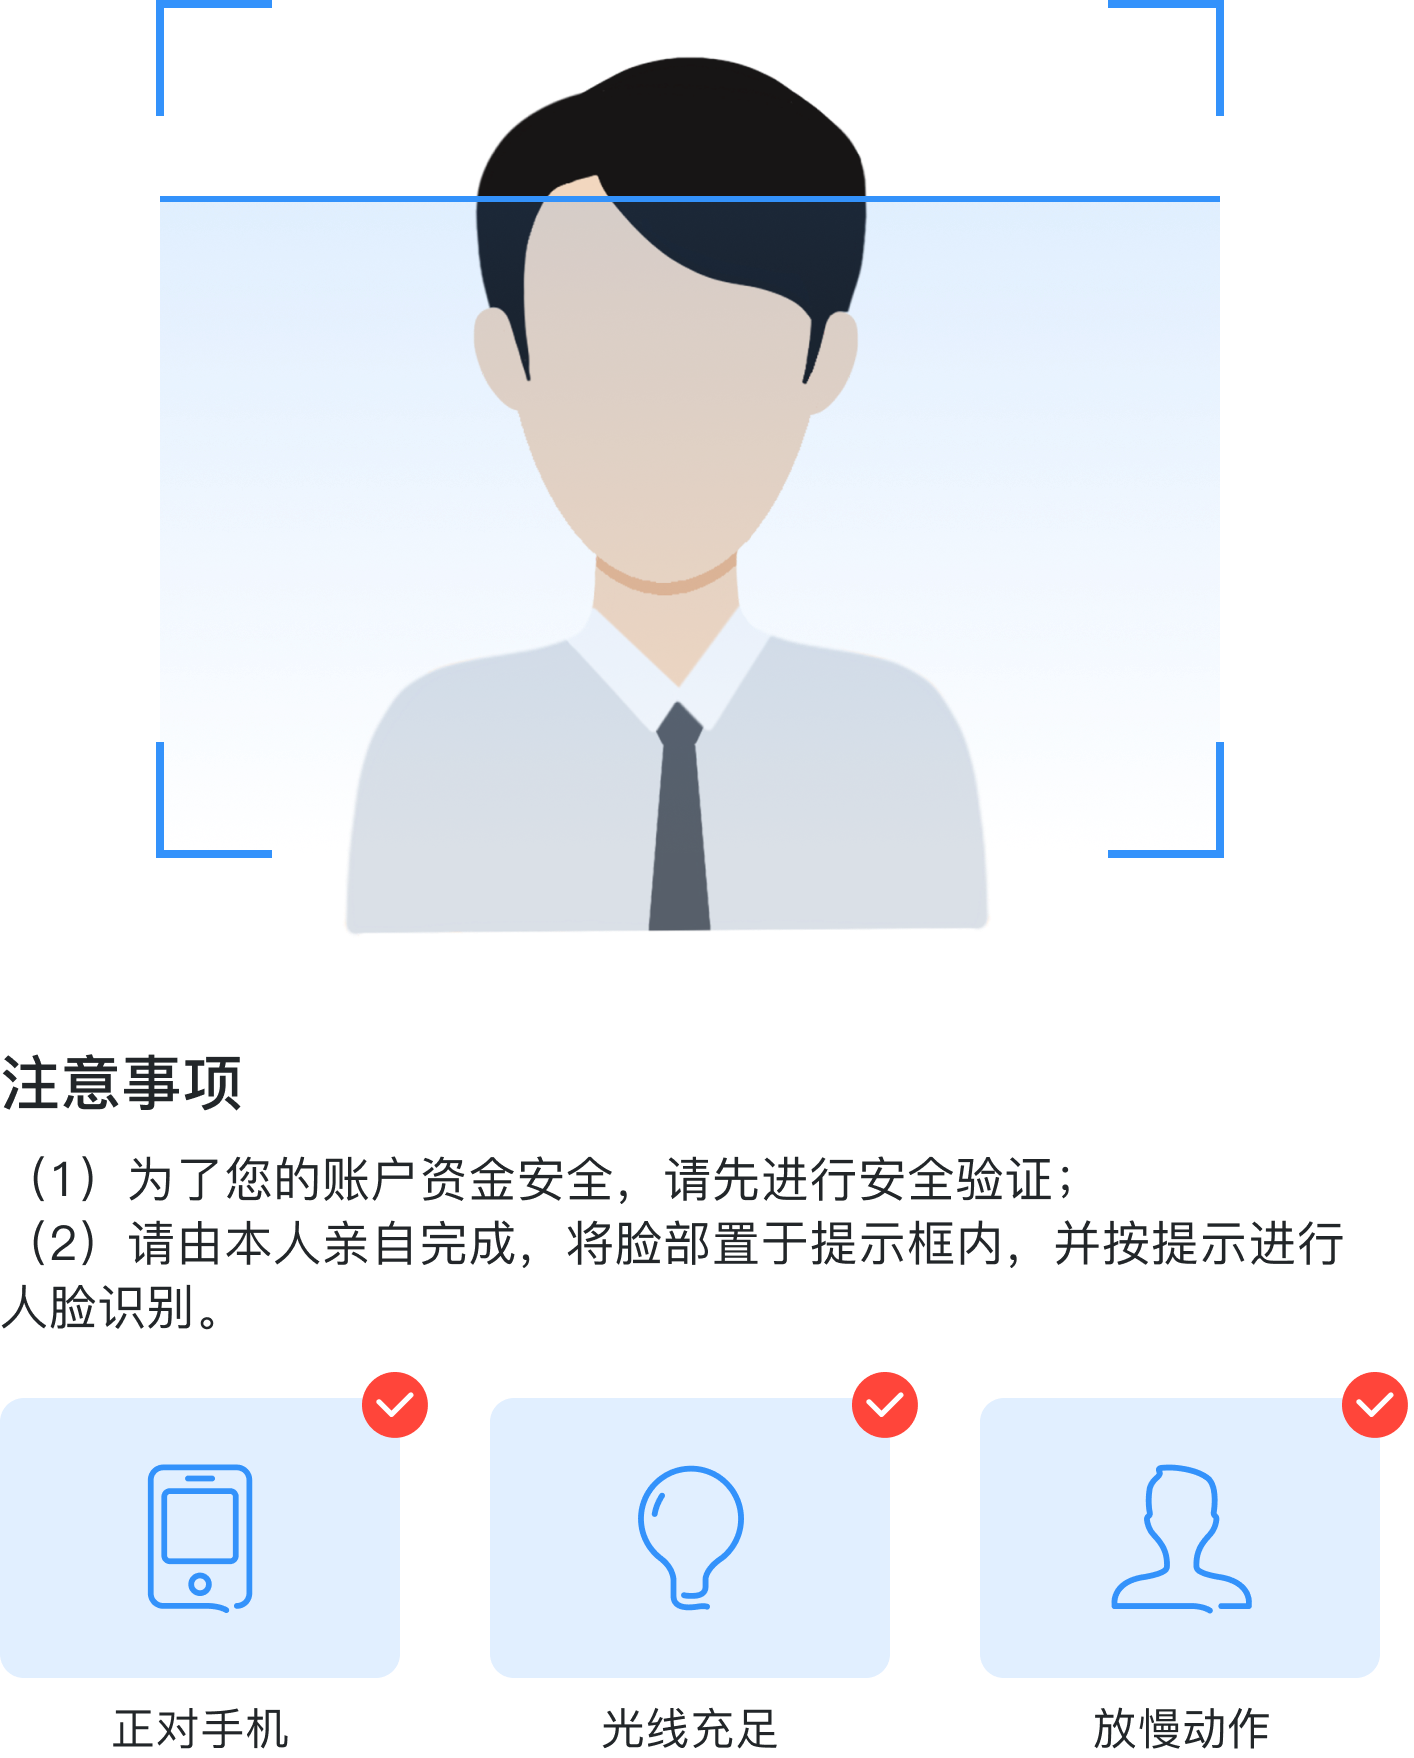 注意事项
（1）为了您的账户资金安全，请先进行安全验证；
（2）请由本人亲自完成，将脸部置于提示框内，并按提示进行
人脸识别。
正对手机
光线充足
放慢动作